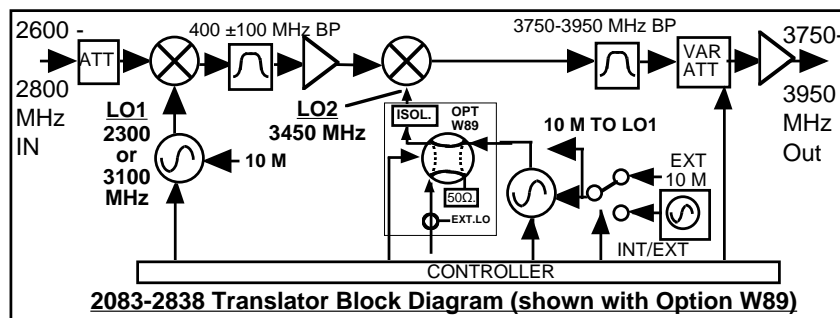 2600 -
2800
MHz
IN
ATT
400 ±100 MHz BP
3750-3950 MHz BP
VAR
ATT
3750-
3950
MHz
Out
LO1
2300
or
3100
MHz
10 M
LO2
3450 MHz
ISOL.
OPT
W89
50Ω.
EXT.LO
10 M TO LO1
EXT
10 M
INT/EXT
CONTROLLER
2083-2838 Translator Block Diagram (shown with Option W89)